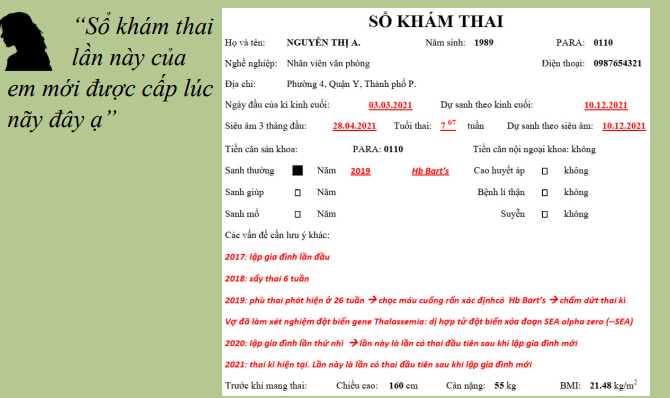 “Sổ khám thai
lần này của
em mới được cấp lúc
nãy đây ạ”
SỔ KHÁM THAI
Họ và tên: NGUYỄN THỊ A. Năm sinh: 1989 PARA: 0110
Nghề nghiệp: Nhân viên văn phòng Điện thoại: 0987654321
Địa chỉ: Phường 4, Quận Y, Thành phố P.
Ngày đầu của kì kinh cuối: 03.03.2021 Dự sanh theo kinh cuối: 10.12.2021
Siêu âm 3 tháng đầu: 28.04.2021 Tuổi thai: 7 6/7 tuần Dự sanh theo siêu âm: 10.12.2021
Tiền căn sản khoa: PARA: 0110 Tiền căn nội ngoại khoa: không
Sanh thường ■ Năm 2019 Hb Bart’s Cao huyết áp □ không
Sanh giúp □ Năm Bệnh lí thận □ không
Sanh mổ □ Năm Suyễn □ không
Các vấn đề cần lưu ý khác:
2017: lập gia đình lần đầu
2018: sẩy thai 6 tuần
2019: phù thai phát hiện ở 26 tuần → chọc máu cuống rốn xác địnhcó Hb Bart’s → chấm dứt thai kì
Vợ đã làm xét nghiệm đột biến gene Thalassemia: dị hợp tử đột biến xóa đoạn SEA alpha zero (--SEA)
2020: lập gia đình lần thứ nhì → lần này là lần có thai đầu tiên sau khi lập gia đình mới
2021: thai kì hiện tại. Lần này là lần có thai đầu tiên sau khi lập gia đình mới
Trước khi mang thai: Chiều cao: 160 cm Cân nặng: 55 kg BMI: 21.48 kg/m²